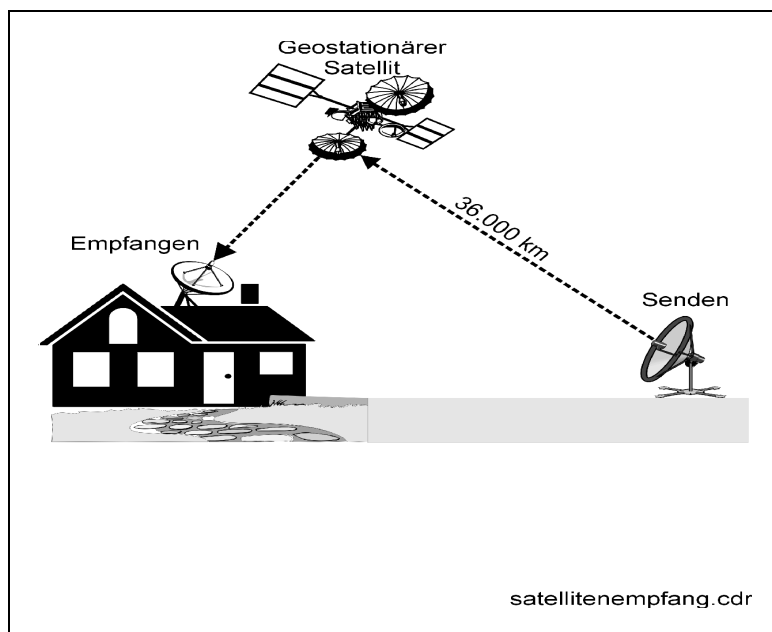 Geostationärer
Satellit
36.000 km
Empfangen
Senden
satellitenempfang.cdr